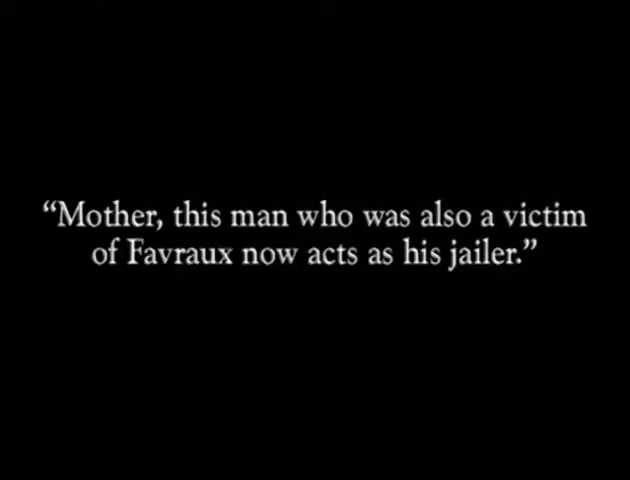 “Mother, this man who was also a victim
of Favraux now acts as his jailer.”